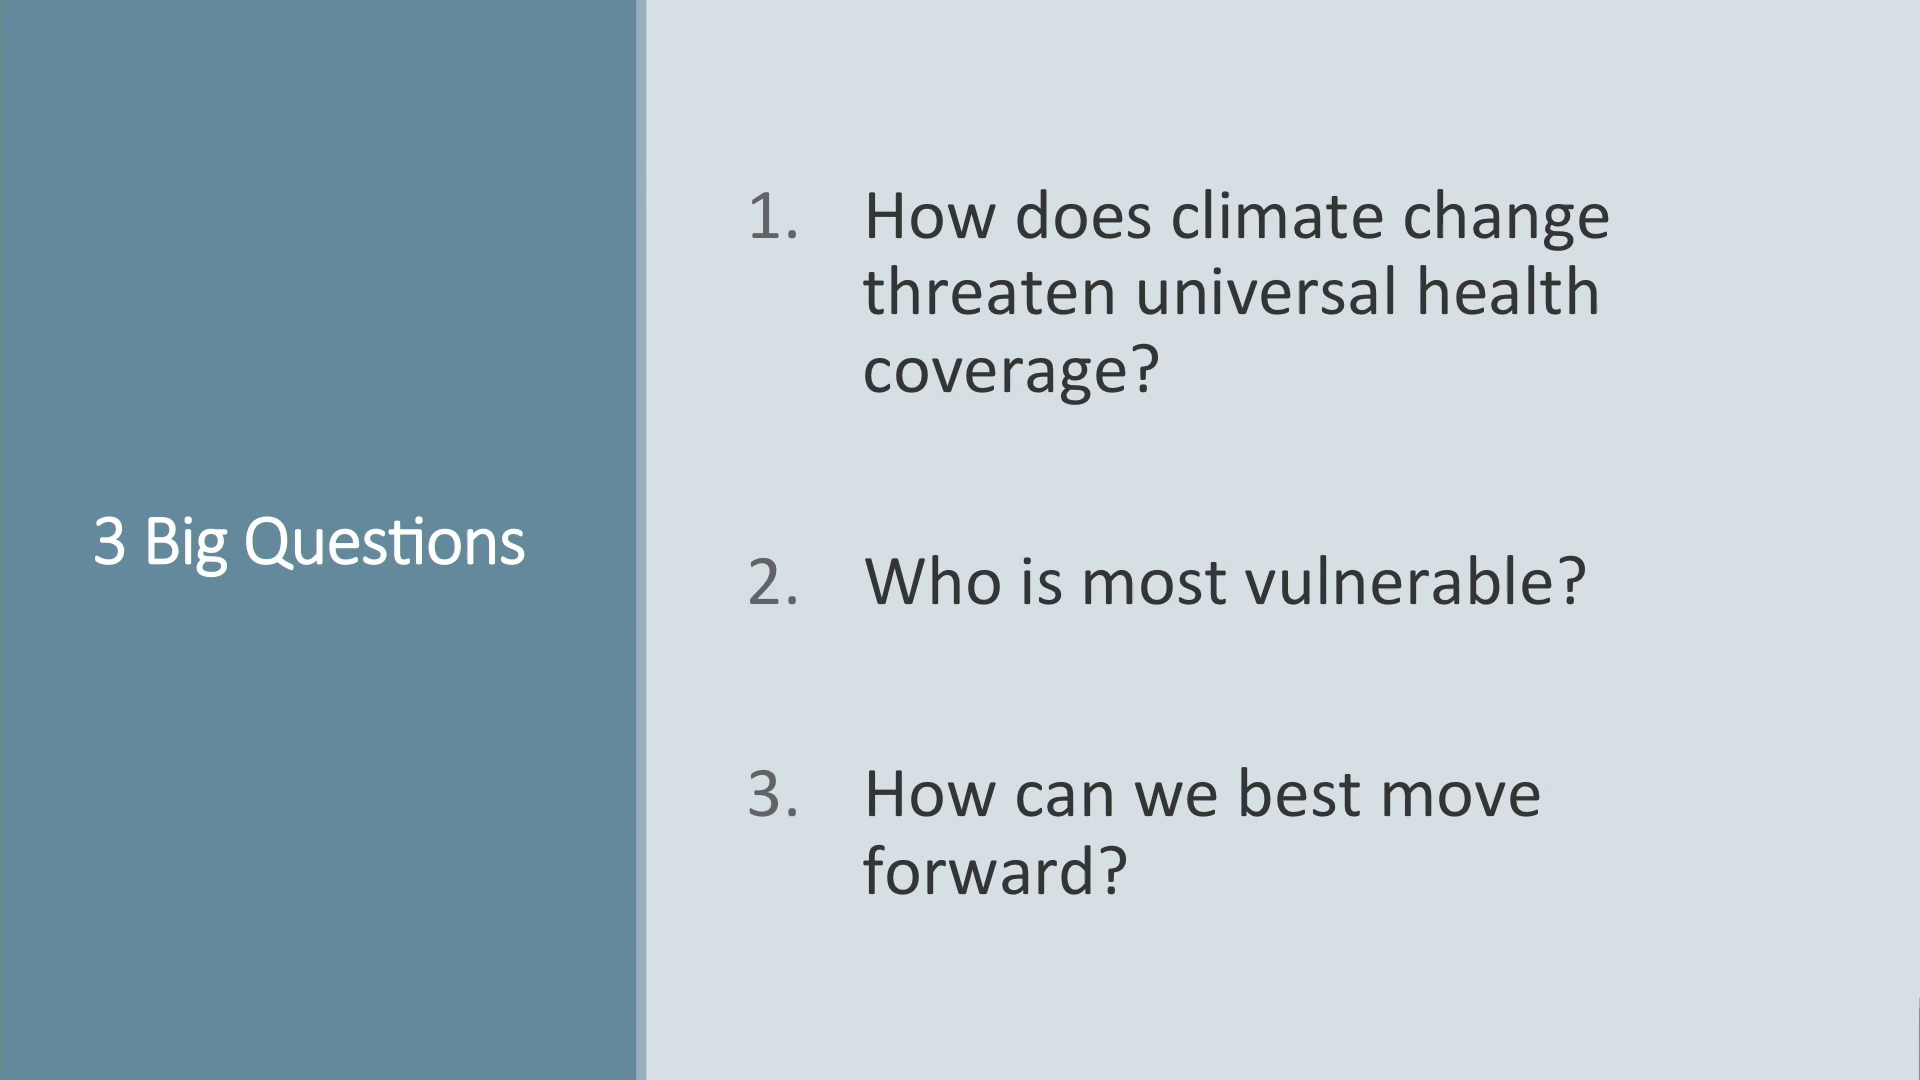 3 Big Questions
1. How does climate change
threaten universal health
coverage?
2. Who is most vulnerable?
3. How can we best move
forward?